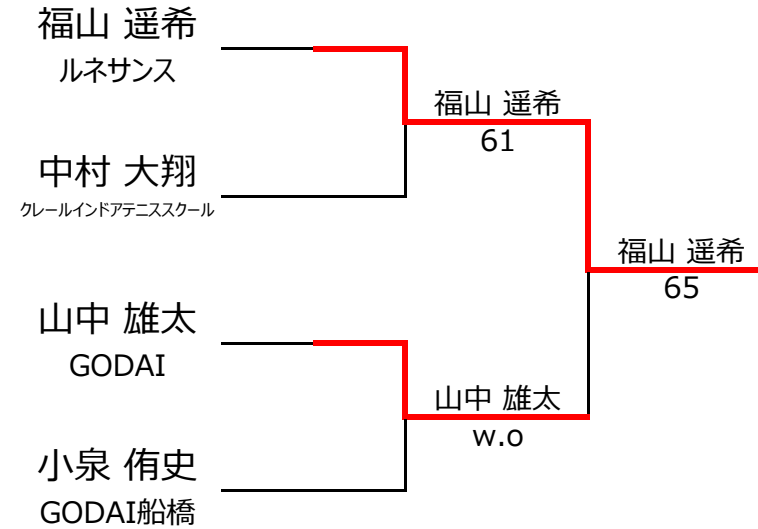 福山 遥希
ルネサンス
福山 遥希
61
中村 大翔
クレールインドアテニススクール
福山 遥希
65
山中 雄太
GODAI
山中 雄太
w.o
小泉 侑史
GODAI船橋